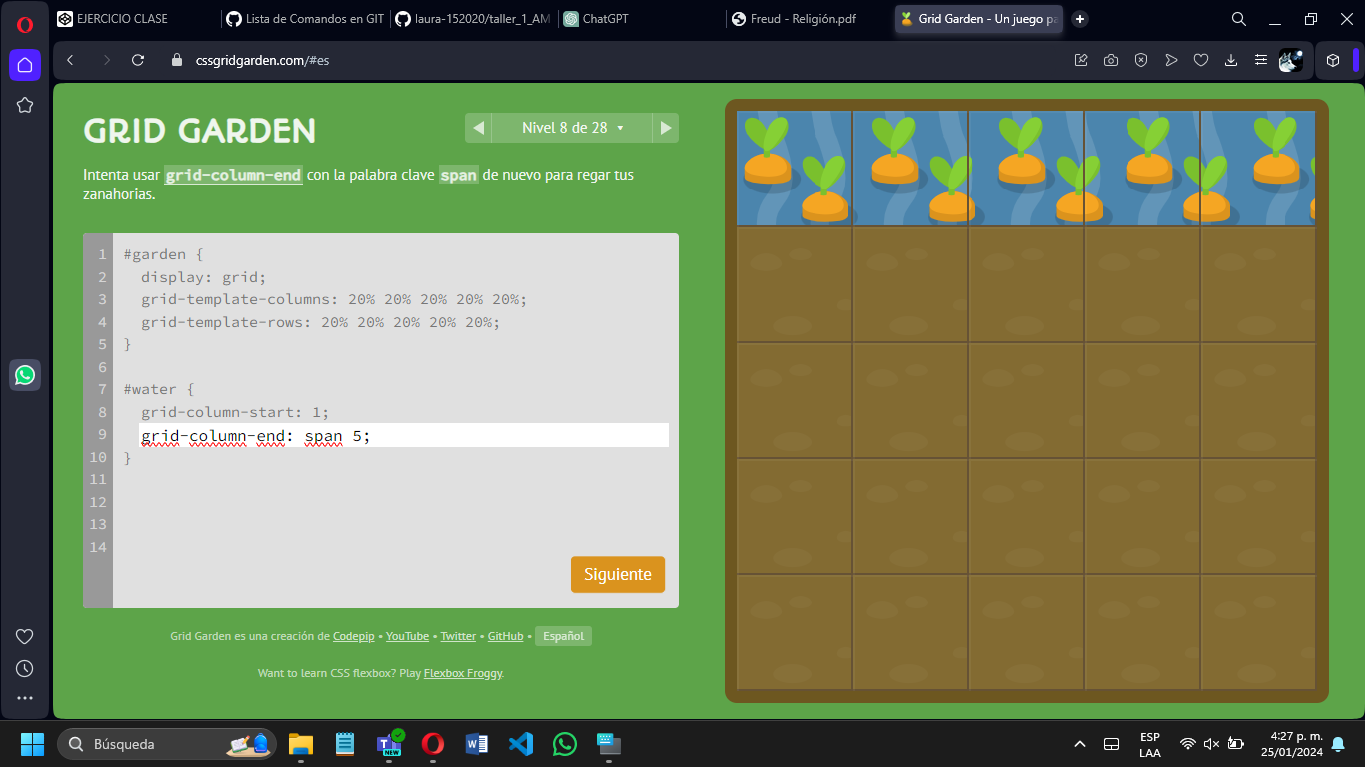 EJERCICIO CLASE
Lista de Comandos en GIT
laura-152020/taller_1_AM
ChatGPT
Freud - Religión.pdf
Grid Garden - Un juego pa
cssgridgarden.com/#es
GRID GARDEN
Nivel 8 de 28
Intenta usar grid-column-end con la palabra clave span de nuevo para regar tus
zanahorias.
1 #garden {
2 display: grid;
3 grid-template-columns: 20% 20% 20% 20% 20%;
4 grid-template-rows: 20% 20% 20% 20% 20%;
5 }
6
7 #water {
8 grid-column-start: 1;
9 grid-column-end: span 5;
10 }
11
12
13
14
Siguiente
Grid Garden es una creación de Codepip • YouTube • Twitter • GitHub • Español
Want to learn CSS flexbox? Play Flexbox Froggy.
Búsqueda
NEW
ESP
LAA
4:27 p. m.
25/01/2024